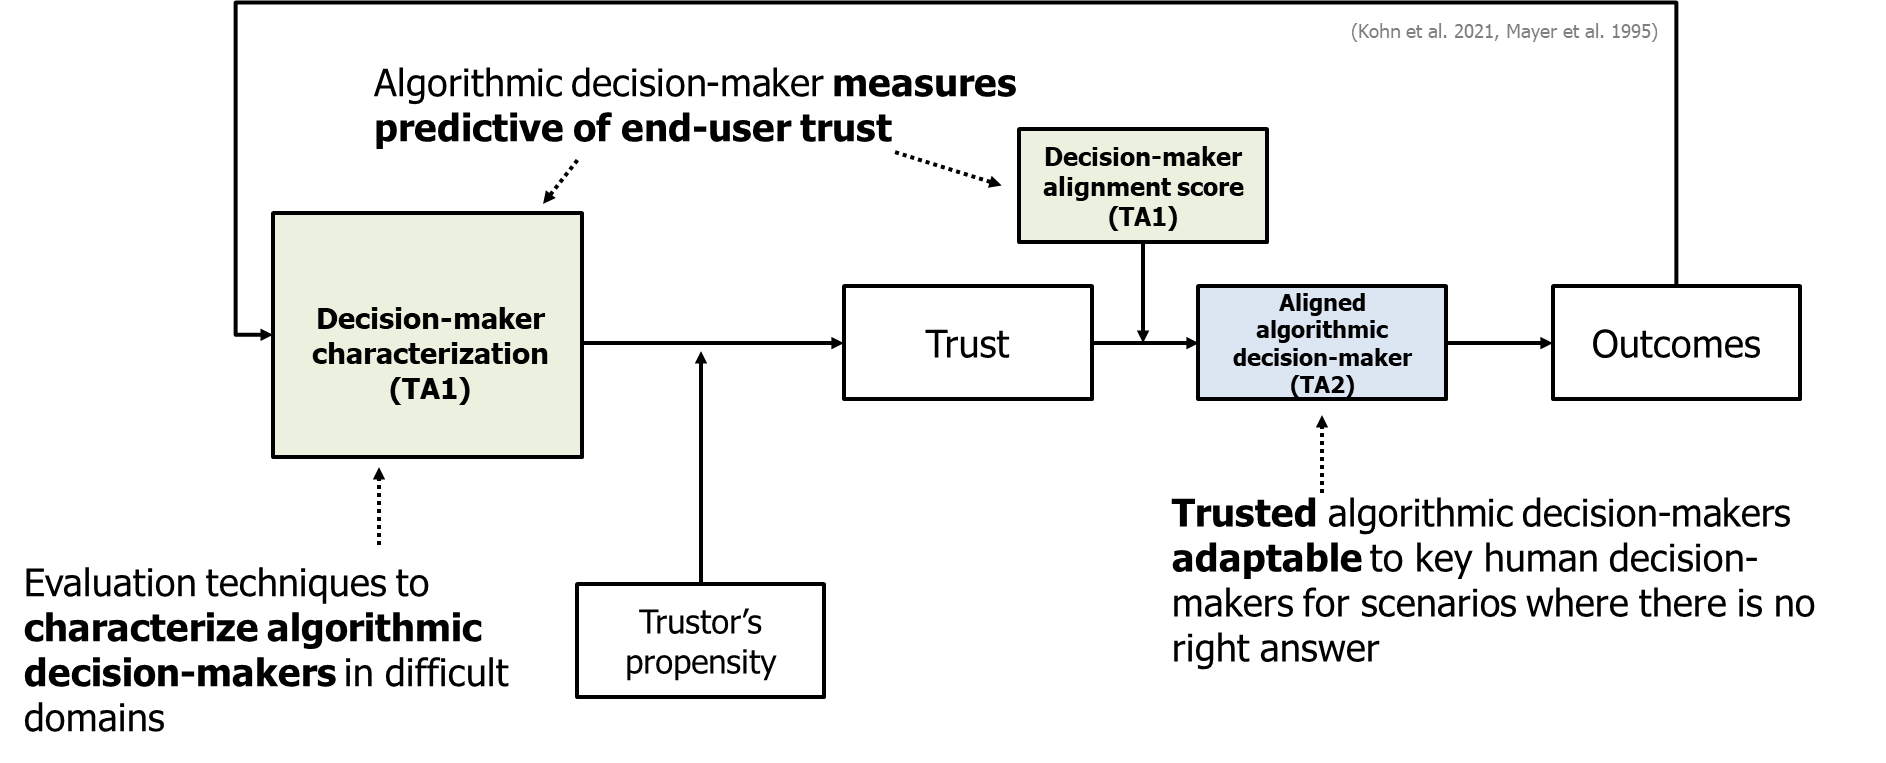 (Kohn et al. 2021, Mayer et al. 1995)
Algorithmic decision-maker measures
predictive of end-user trust
Decision-maker
alignment score
(TA1)
Decision-maker
characterization
(TA1)
Trust
Aligned
algorithmic
decision-maker
(TA2)
Outcomes
Evaluation techniques to
characterize algorithmic
decision-makers in difficult
domains
Trustor’s
propensity
Trusted algorithmic decision-makers
adaptable to key human decision-
makers for scenarios where there is no
right answer